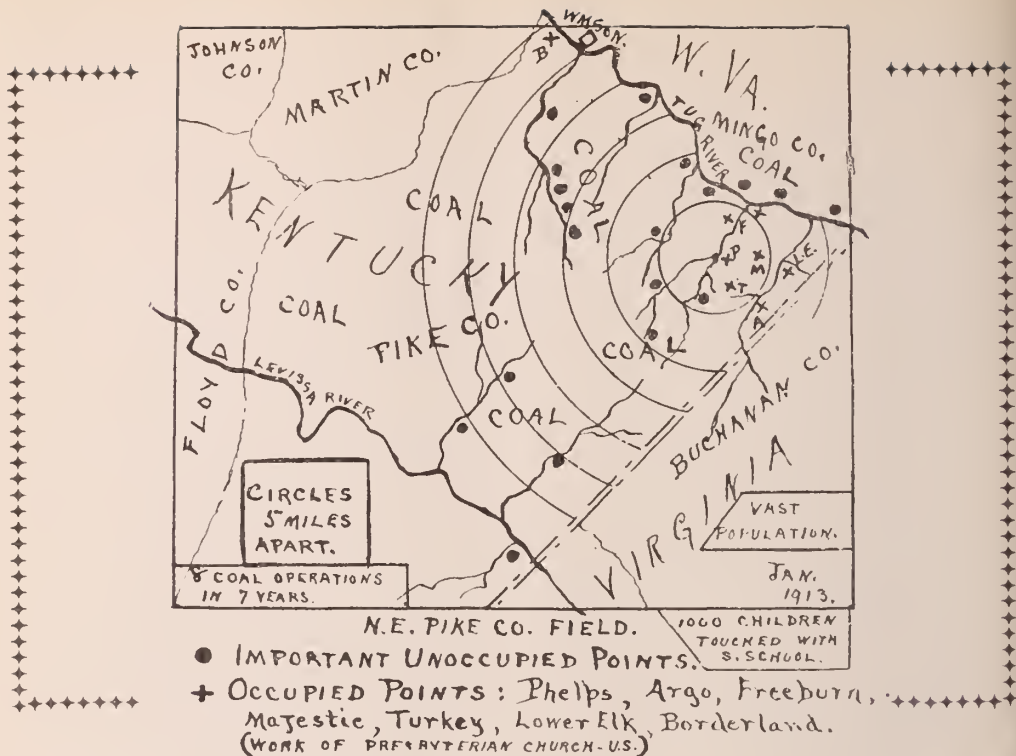 JOHNSON
CO.
MARTIN CO.
B
WMSON.
W. VA.
TUG
RIVER
MINGO CO.
COAL
KENTUCKY
COAL
COAL
COAL
PIKE CO.
F
P
M
T
L.E.
A
COAL
FLOYD CO.
LEVISSA RIVER
COAL
BUCHANAN CO.
VIRGINIA
CIRCLES
5 MILES
APART.
VAST
POPULATION.
8 COAL OPERATIONS
IN 7 YEARS.
JAN.
1913.
N.E. PIKE CO. FIELD.
1000 CHILDREN
TOUCHED WITH
S. SCHOOL.
IMPORTANT UNOCCUPIED POINTS.
+ OCCUPIED POINTS: Phelps, Argo, Freeburn,
Majestic, Turkey, Lower Elk, Borderland.
(WORK OF PRESBYTERIAN CHURCH-U.S.)